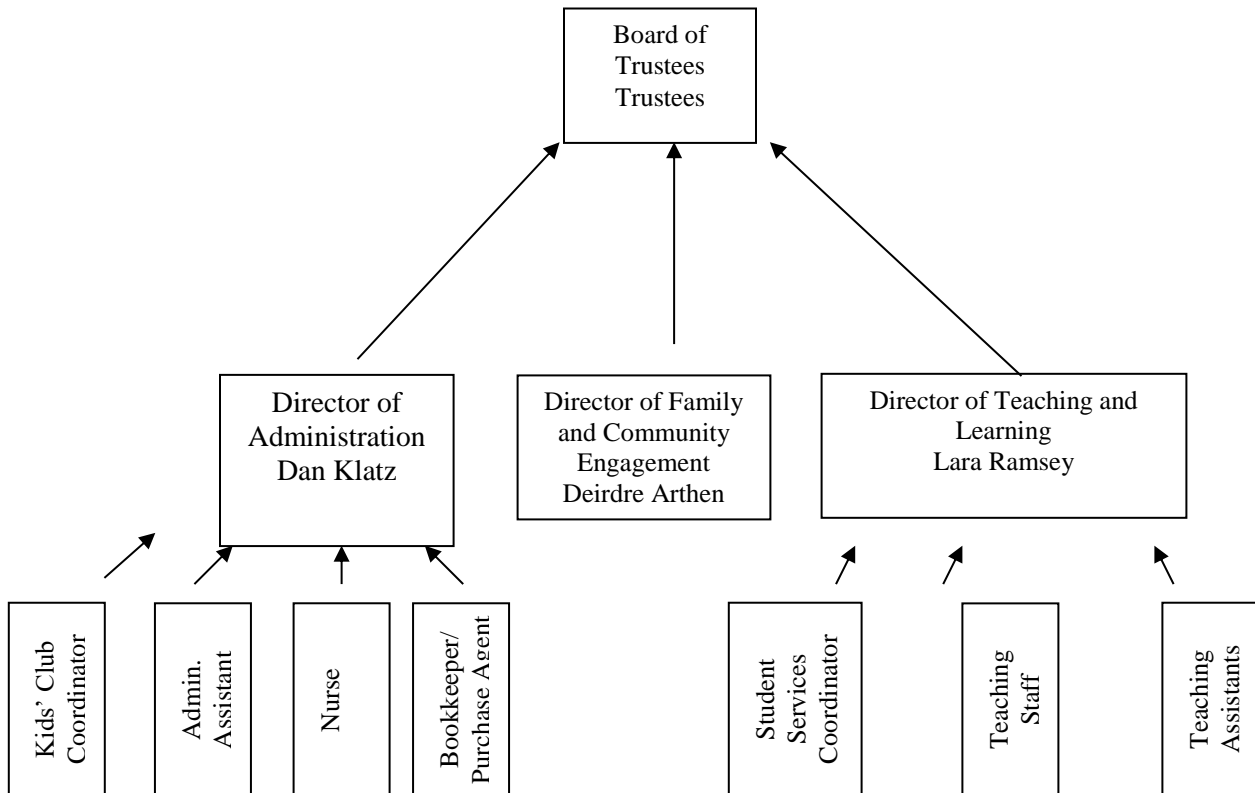 Board of
Trustees
Trustees
Director of
Administration
Dan Klatz
Director of Family
and Community
Engagement
Deirdre Arthen
Director of Teaching and
Learning
Lara Ramsey
Kids’ Club
Coordinator
Admin.
Assistant
Nurse
Bookkeeper/
Purchase Agent
Student
Services
Coordinator
Teaching
Staff
Teaching
Assistants